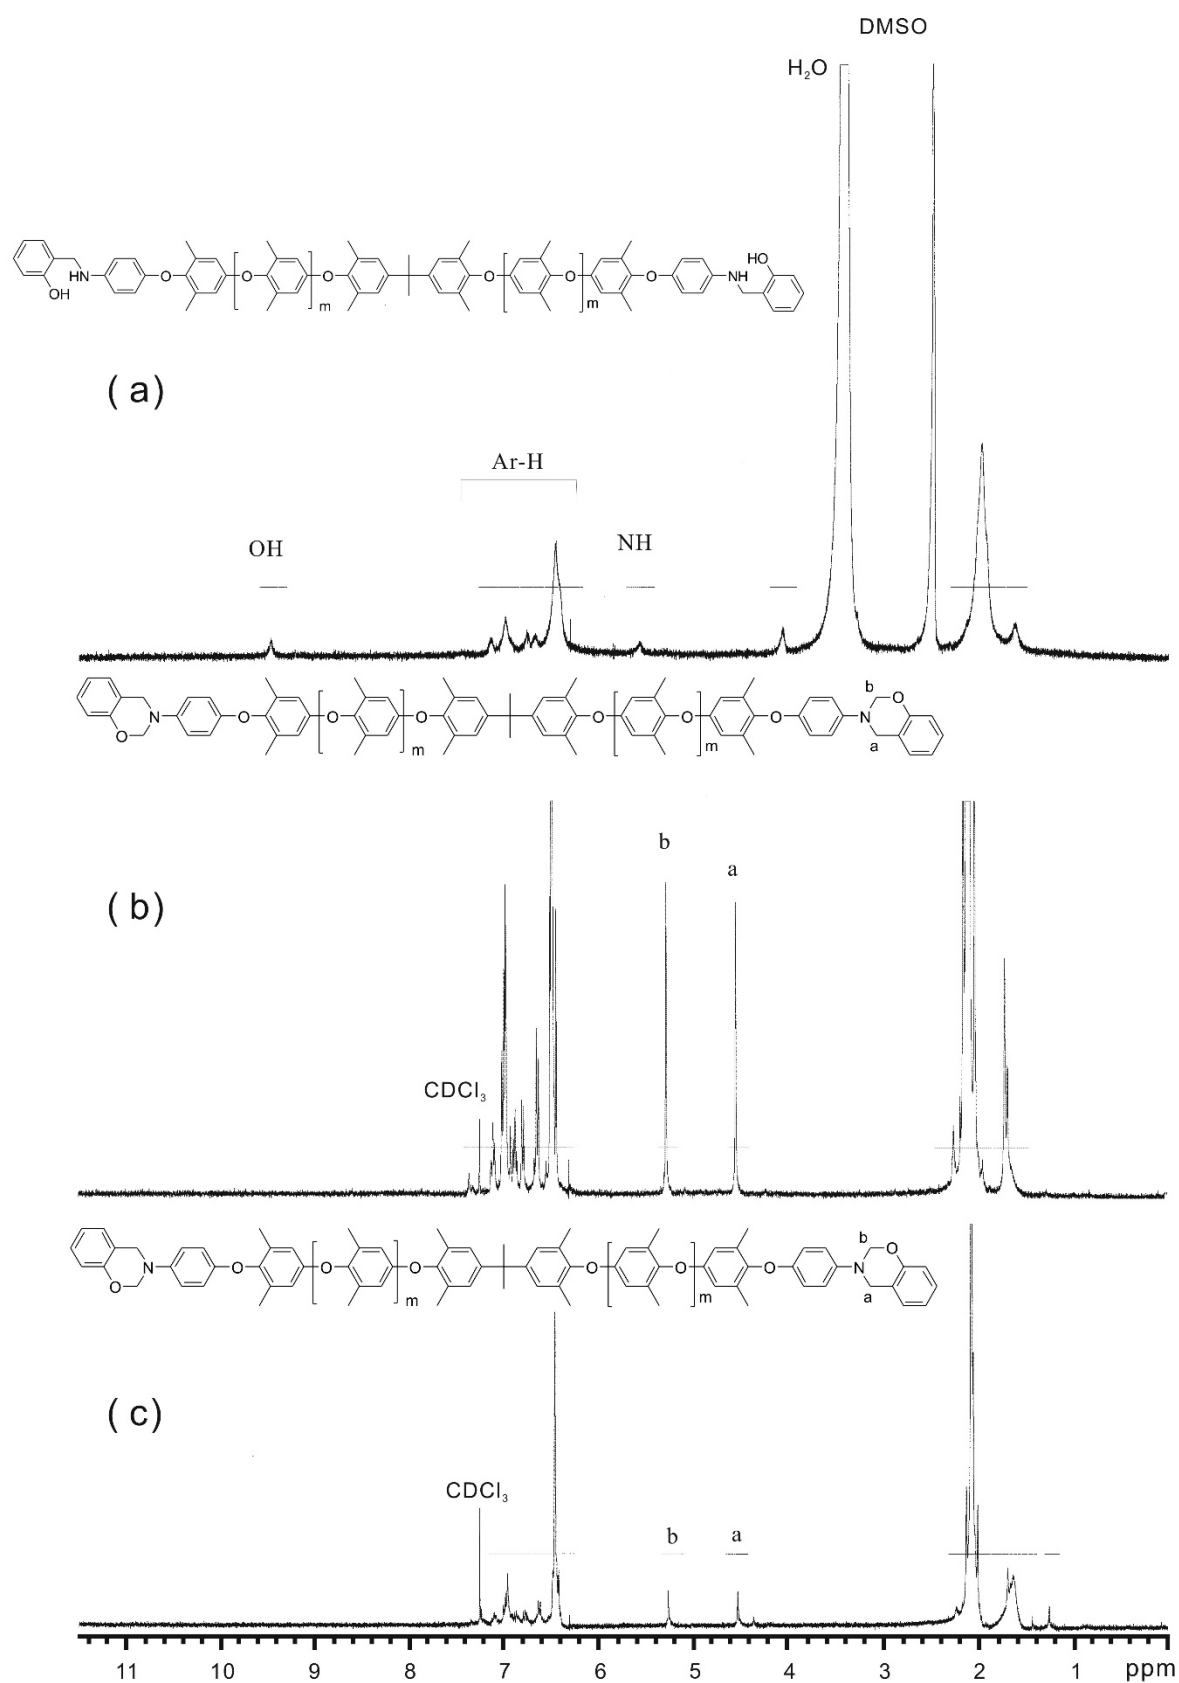 DMSO
H₂O
HN OH O O O O O O O NH HO
m m
( a )
Ar-H
OH NH
b
O N O O O O O O O N O
m m a
b
a
( b )
CDCl₃
b
O N O O O O O O O N O
m m a
( c )
CDCl₃
b a
11 10 9 8 7 6 5 4 3 2 1 ppm